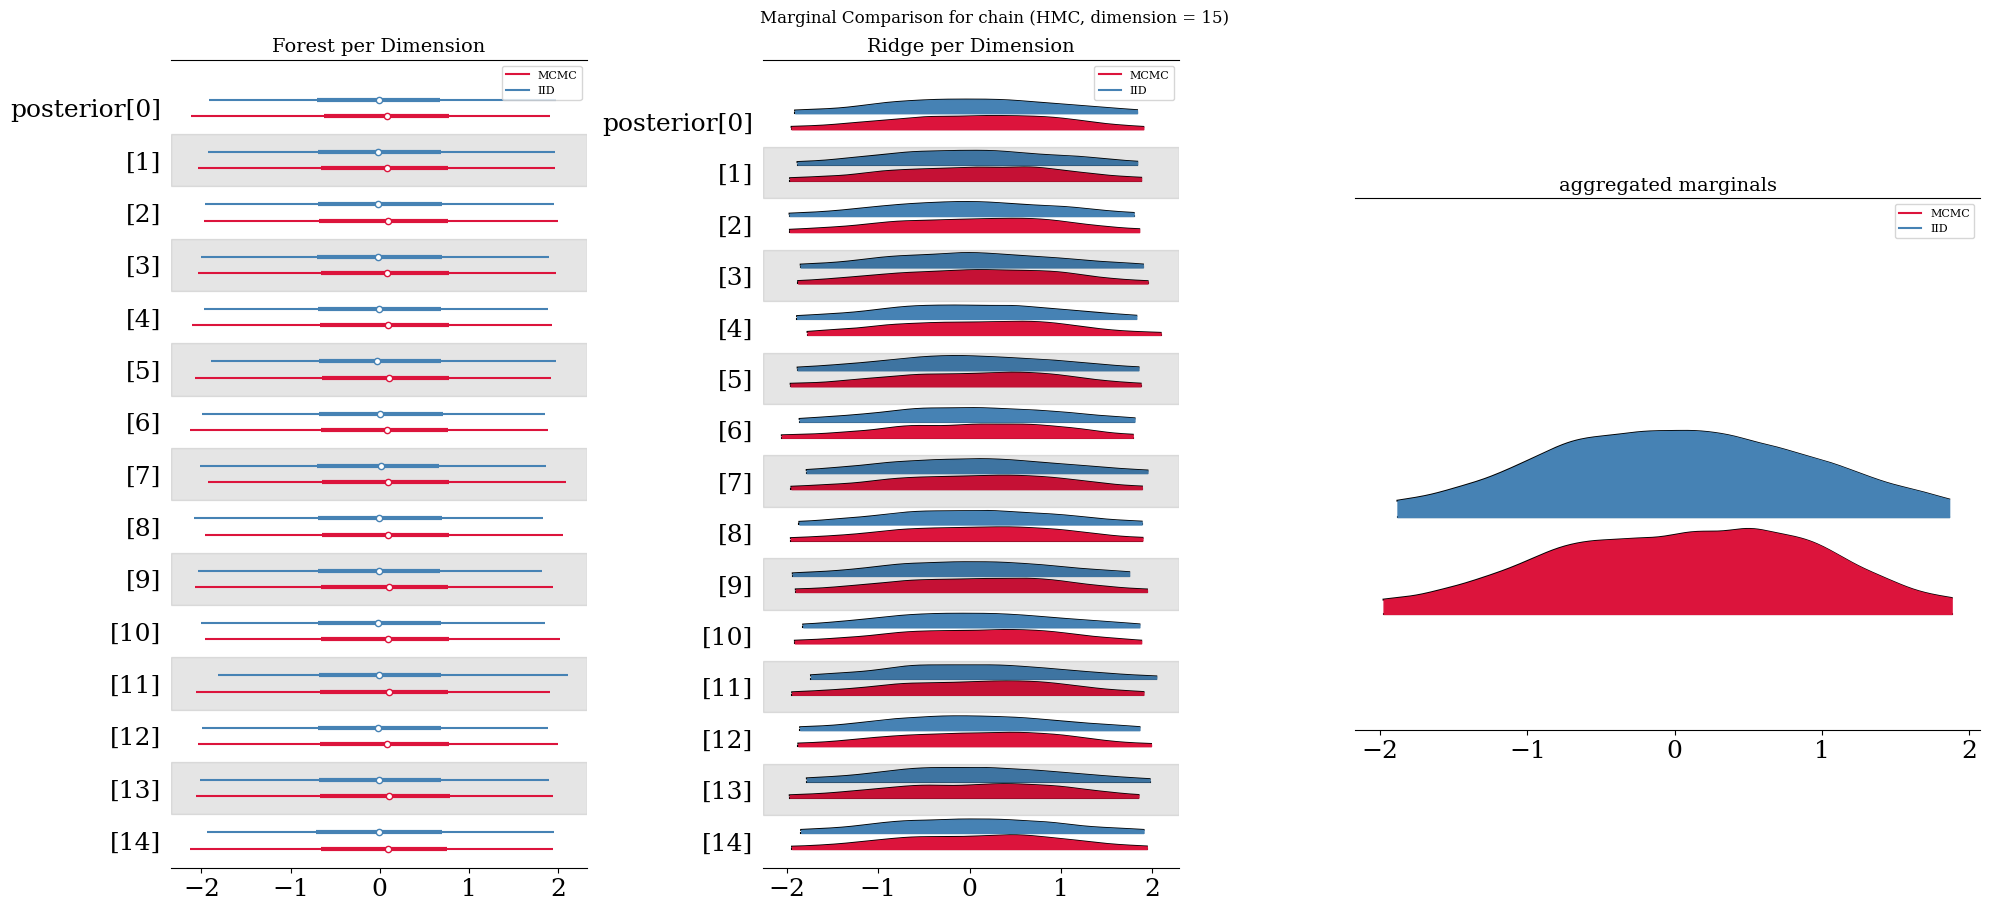 Marginal Comparison for chain (HMC, dimension = 15)
Forest per Dimension
MCMC
IID
posterior[0]
[1]
[2]
[3]
[4]
[5]
[6]
[7]
[8]
[9]
[10]
[11]
[12]
[13]
[14]
−2 −1 0 1 2
Ridge per Dimension
MCMC
IID
posterior[0]
[1]
[2]
[3]
[4]
[5]
[6]
[7]
[8]
[9]
[10]
[11]
[12]
[13]
[14]
−2 −1 0 1 2
aggregated marginals
MCMC
IID
−2 −1 0 1 2